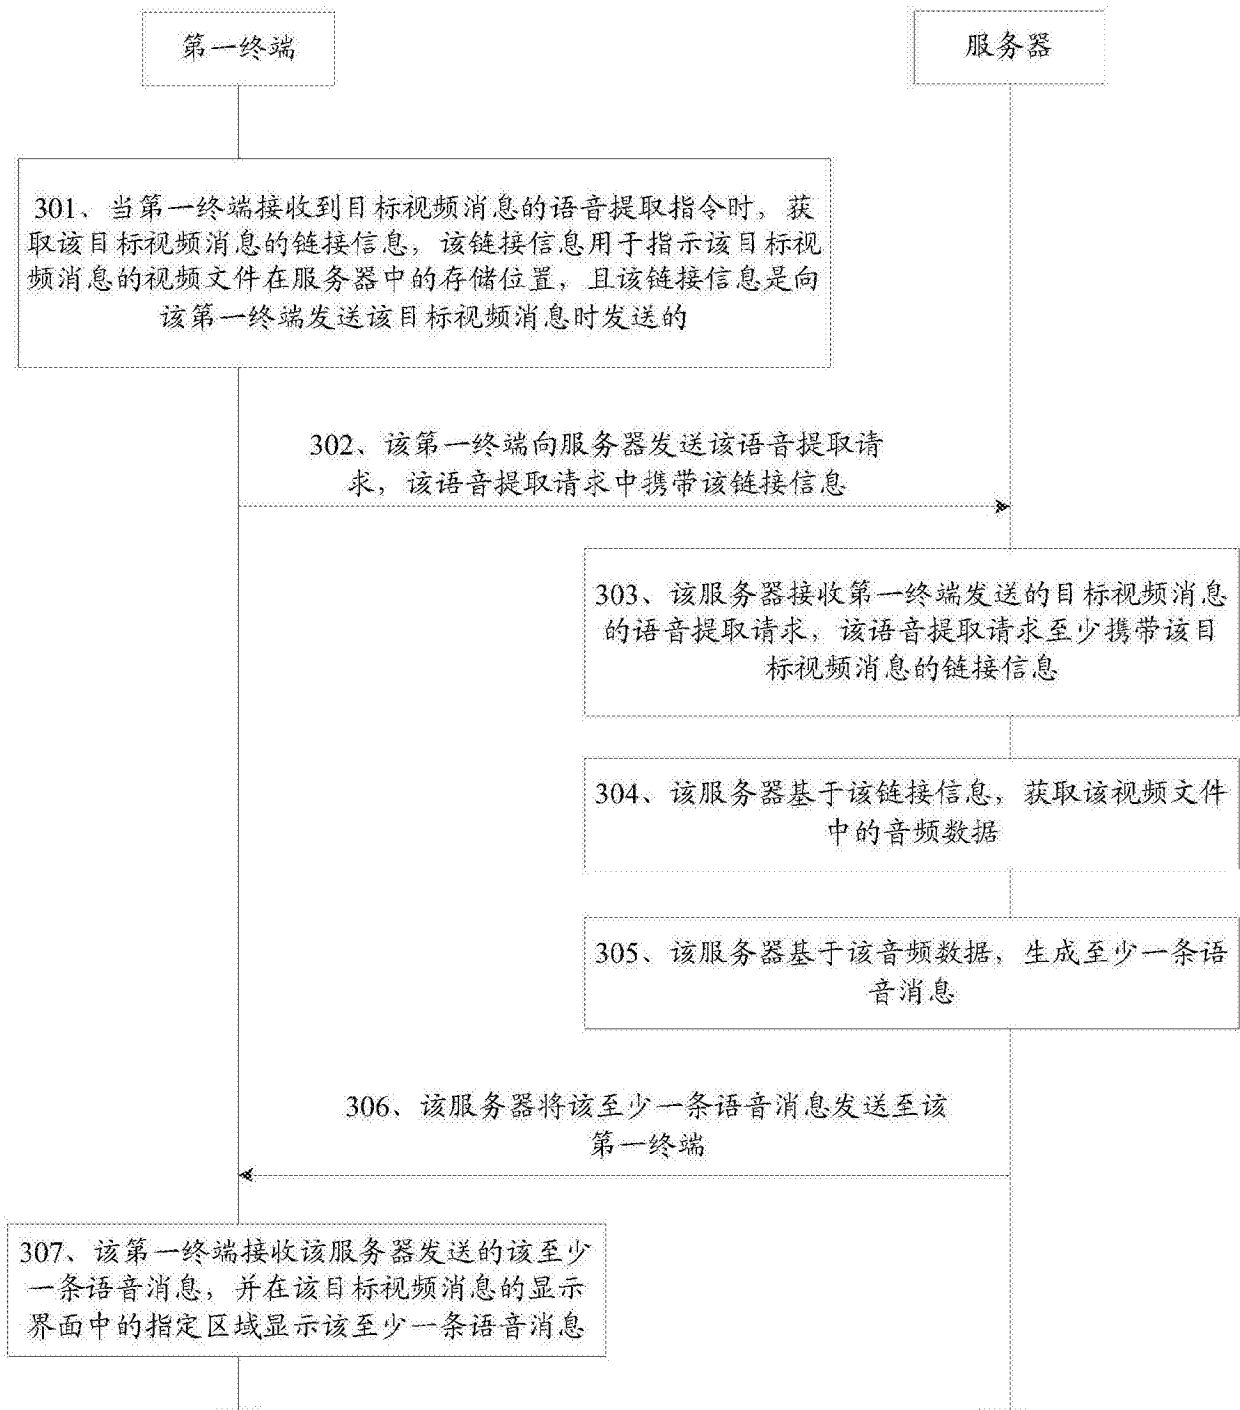 第一终端
服务器
301、当第一终端接收到目标视频消息的语音提取指令时，获
取该目标视频消息的链接信息，该链接信息用于指示该目标视
频消息的视频文件在服务器中的存储位置，且该链接信息是向
该第一终端发送该目标视频消息时发送的
302、该第一终端向服务器发送该语音提取请
求，该语音提取请求中携带该链接信息
303、该服务器接收第一终端发送的目标视频消息
的语音提取请求，该语音提取请求至少携带该目
标视频消息的链接信息
304、该服务器基于该链接信息，获取该视频文件
中的音频数据
305、该服务器基于该音频数据，生成至少一条语
音消息
306、该服务器将该至少一条语音消息发送至该
第一终端
307、该第一终端接收该服务器发送的该至少
一条语音消息，并在该目标视频消息的显示
界面中的指定区域显示该至少一条语音消息